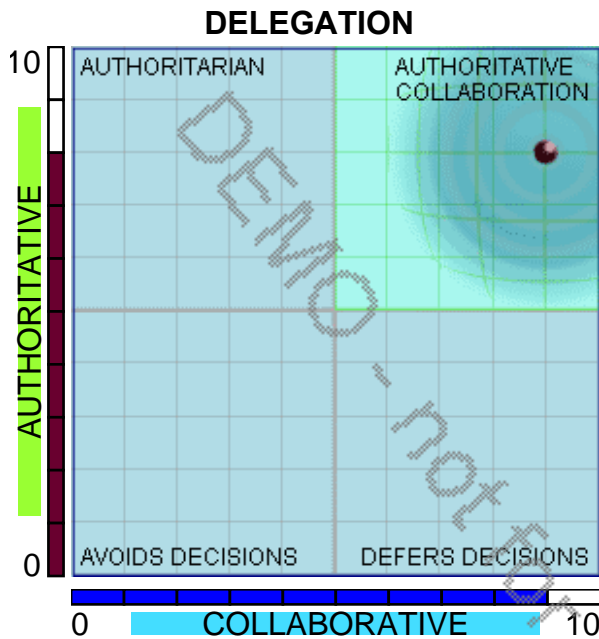 DELEGATION
10
AUTHORITARIAN
AUTHORITATIVE
COLLABORATION
AUTHORITATIVE
DEMO - not for
0
AVOIDS DECISIONS
DEFERS DECISIONS
0
COLLABORATIVE
10